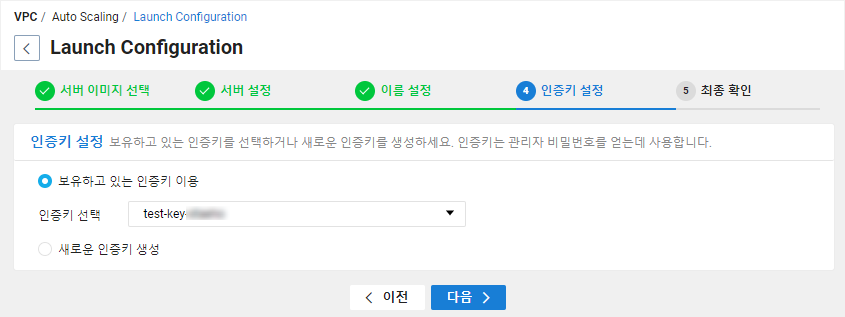 VPC / Auto Scaling / Launch Configuration
Launch Configuration
서버 이미지 선택 서버 설정 이름 설정 4 인증키 설정 5 최종 확인
인증키 설정 보유하고 있는 인증키를 선택하거나 새로운 인증키를 생성하세요. 인증키는 관리자 비밀번호를 얻는데 사용합니다.
보유하고 있는 인증키 이용
인증키 선택 test-key-
새로운 인증키 생성
이전 다음